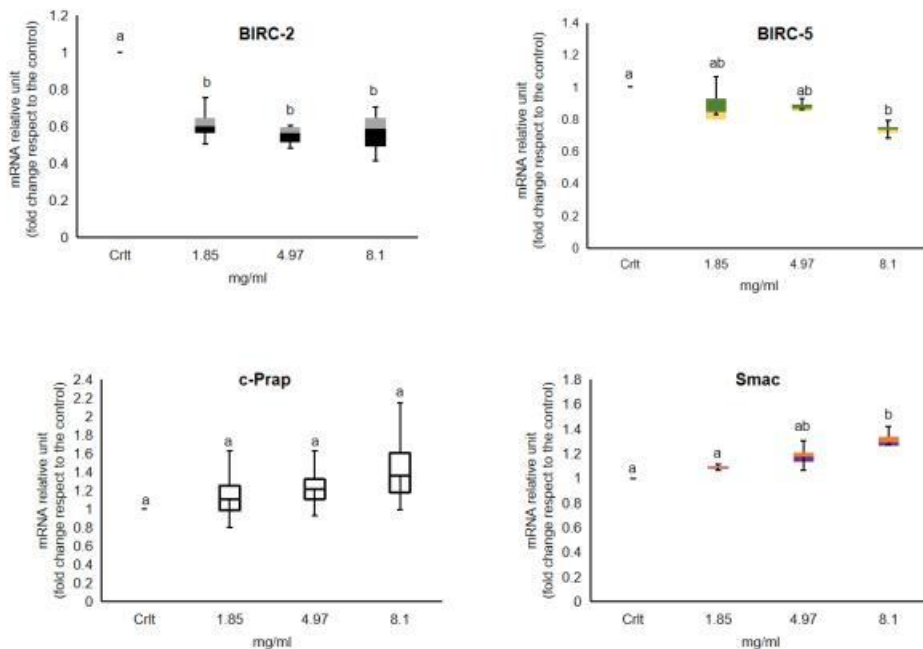 BIRC-2
mRNA relative unit
(fold change respect to the control)
1.2
1
0.8
0.6
0.4
0.2
0
a
b
b
b
Crlt
1.85
4.97
8.1
mg/ml
BIRC-5
mRNA relative unit
(fold change respect to the control)
1.4
1.2
1
0.8
0.6
0.4
0.2
0
a
ab
ab
b
Crlt
1.85
4.97
8.1
mg/ml
c-Prap
mRNA relative unit
(fold change respect to the control)
2.4
2.2
2
1.8
1.6
1.4
1.2
1
0.8
0.6
0.4
0.2
0
a
a
a
a
Crlt
1.85
4.97
8.1
mg/ml
Smac
mRNA relative unit
(fold change respect to the control)
1.8
1.6
1.4
1.2
1
0.8
0.6
0.4
0.2
0
a
a
ab
b
Crlt
1.85
4.97
8.1
mg/ml